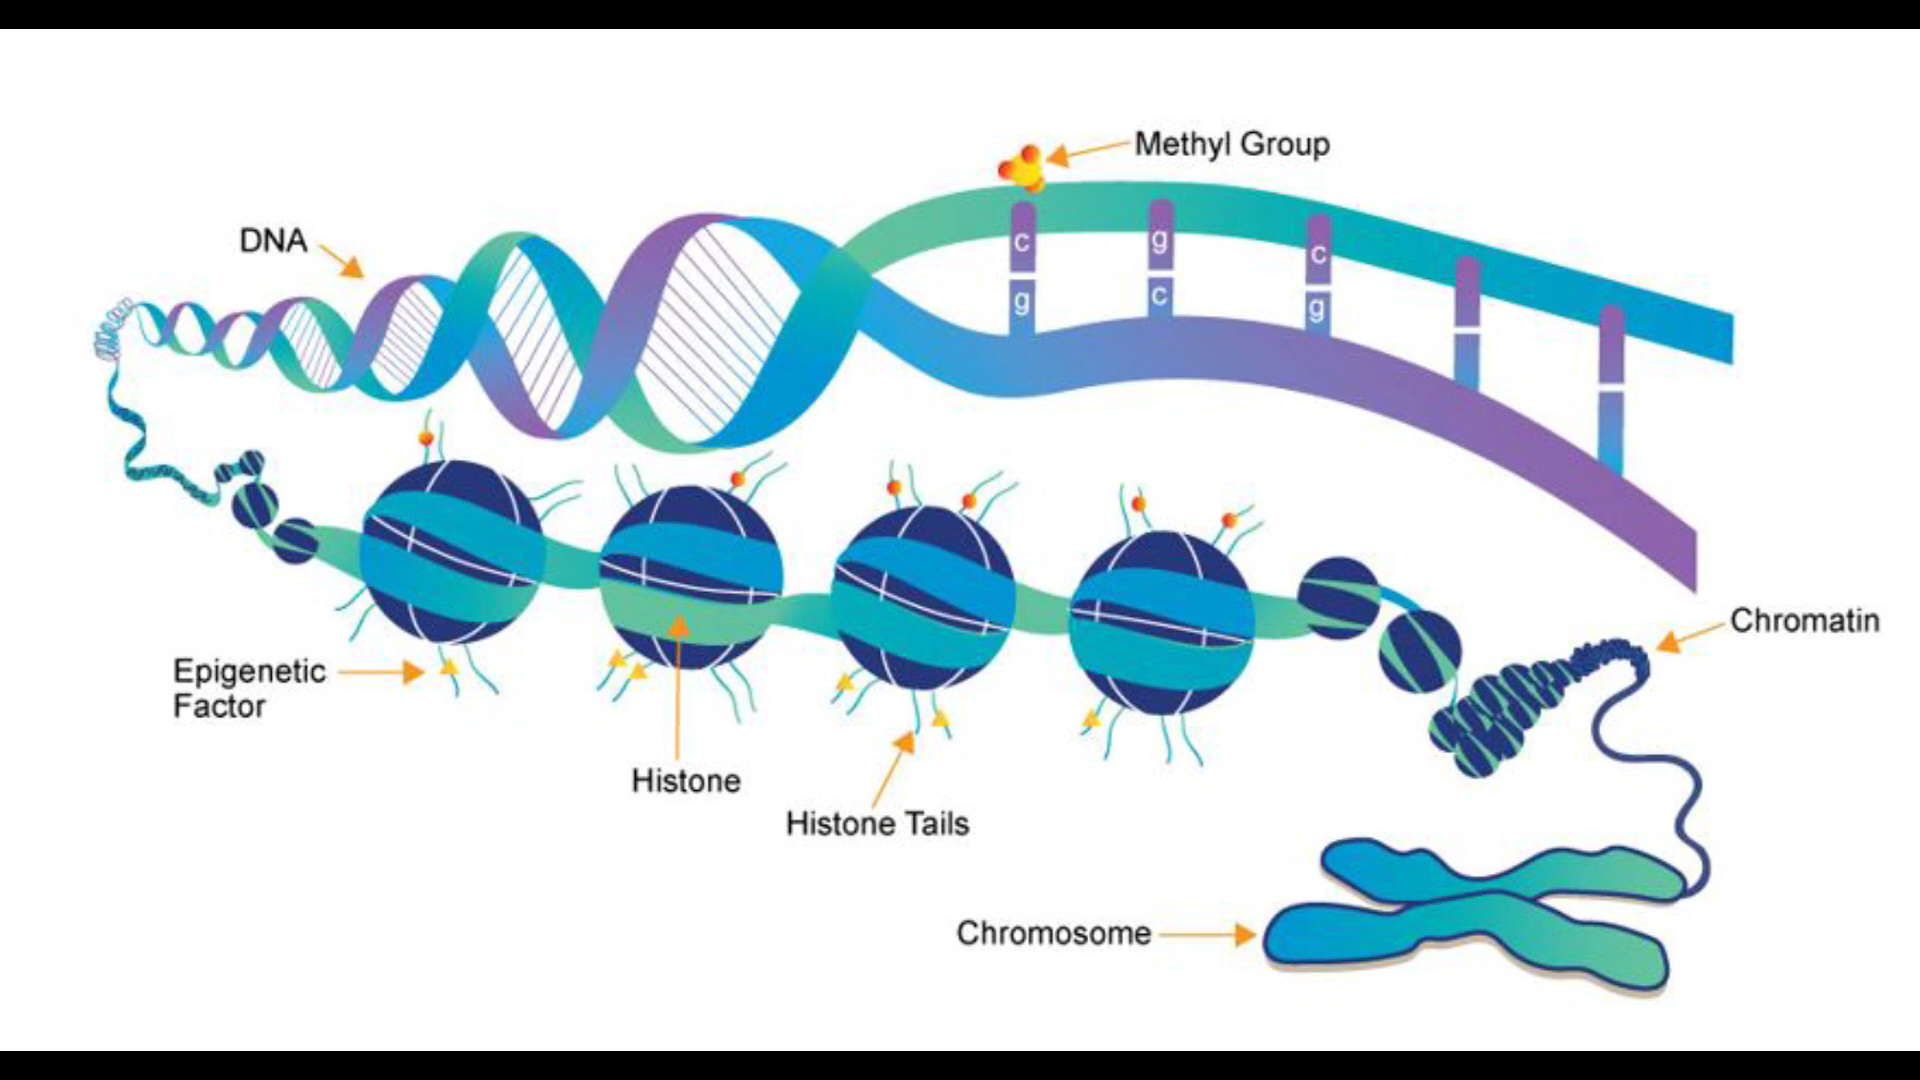 Methyl Group
DNA
c g c
g c g
Chromatin
Epigenetic
Factor
Histone
Histone Tails
Chromosome